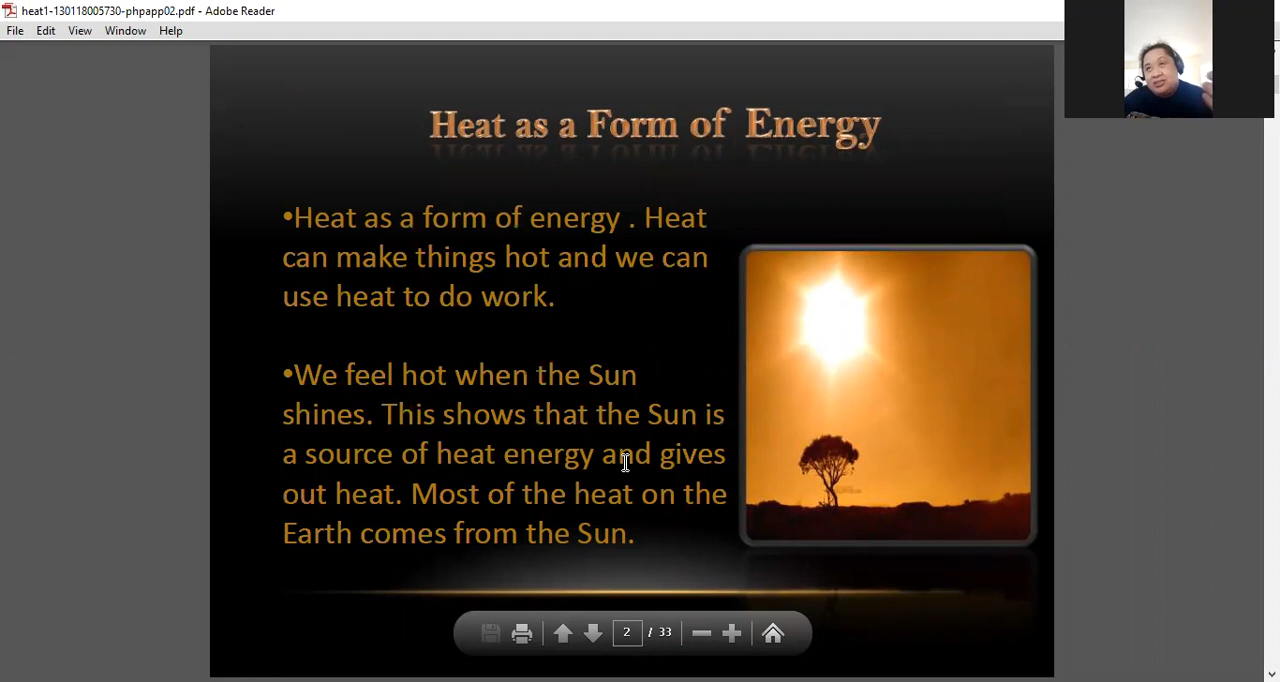 heat1-130118005730-phpapp02.pdf - Adobe Reader
File Edit View Window Help
Heat as a Form of Energy
•Heat as a form of energy . Heat
can make things hot and we can
use heat to do work.
•We feel hot when the Sun
shines. This shows that the Sun is
a source of heat energy and gives
out heat. Most of the heat on the
Earth comes from the Sun.
2 / 33